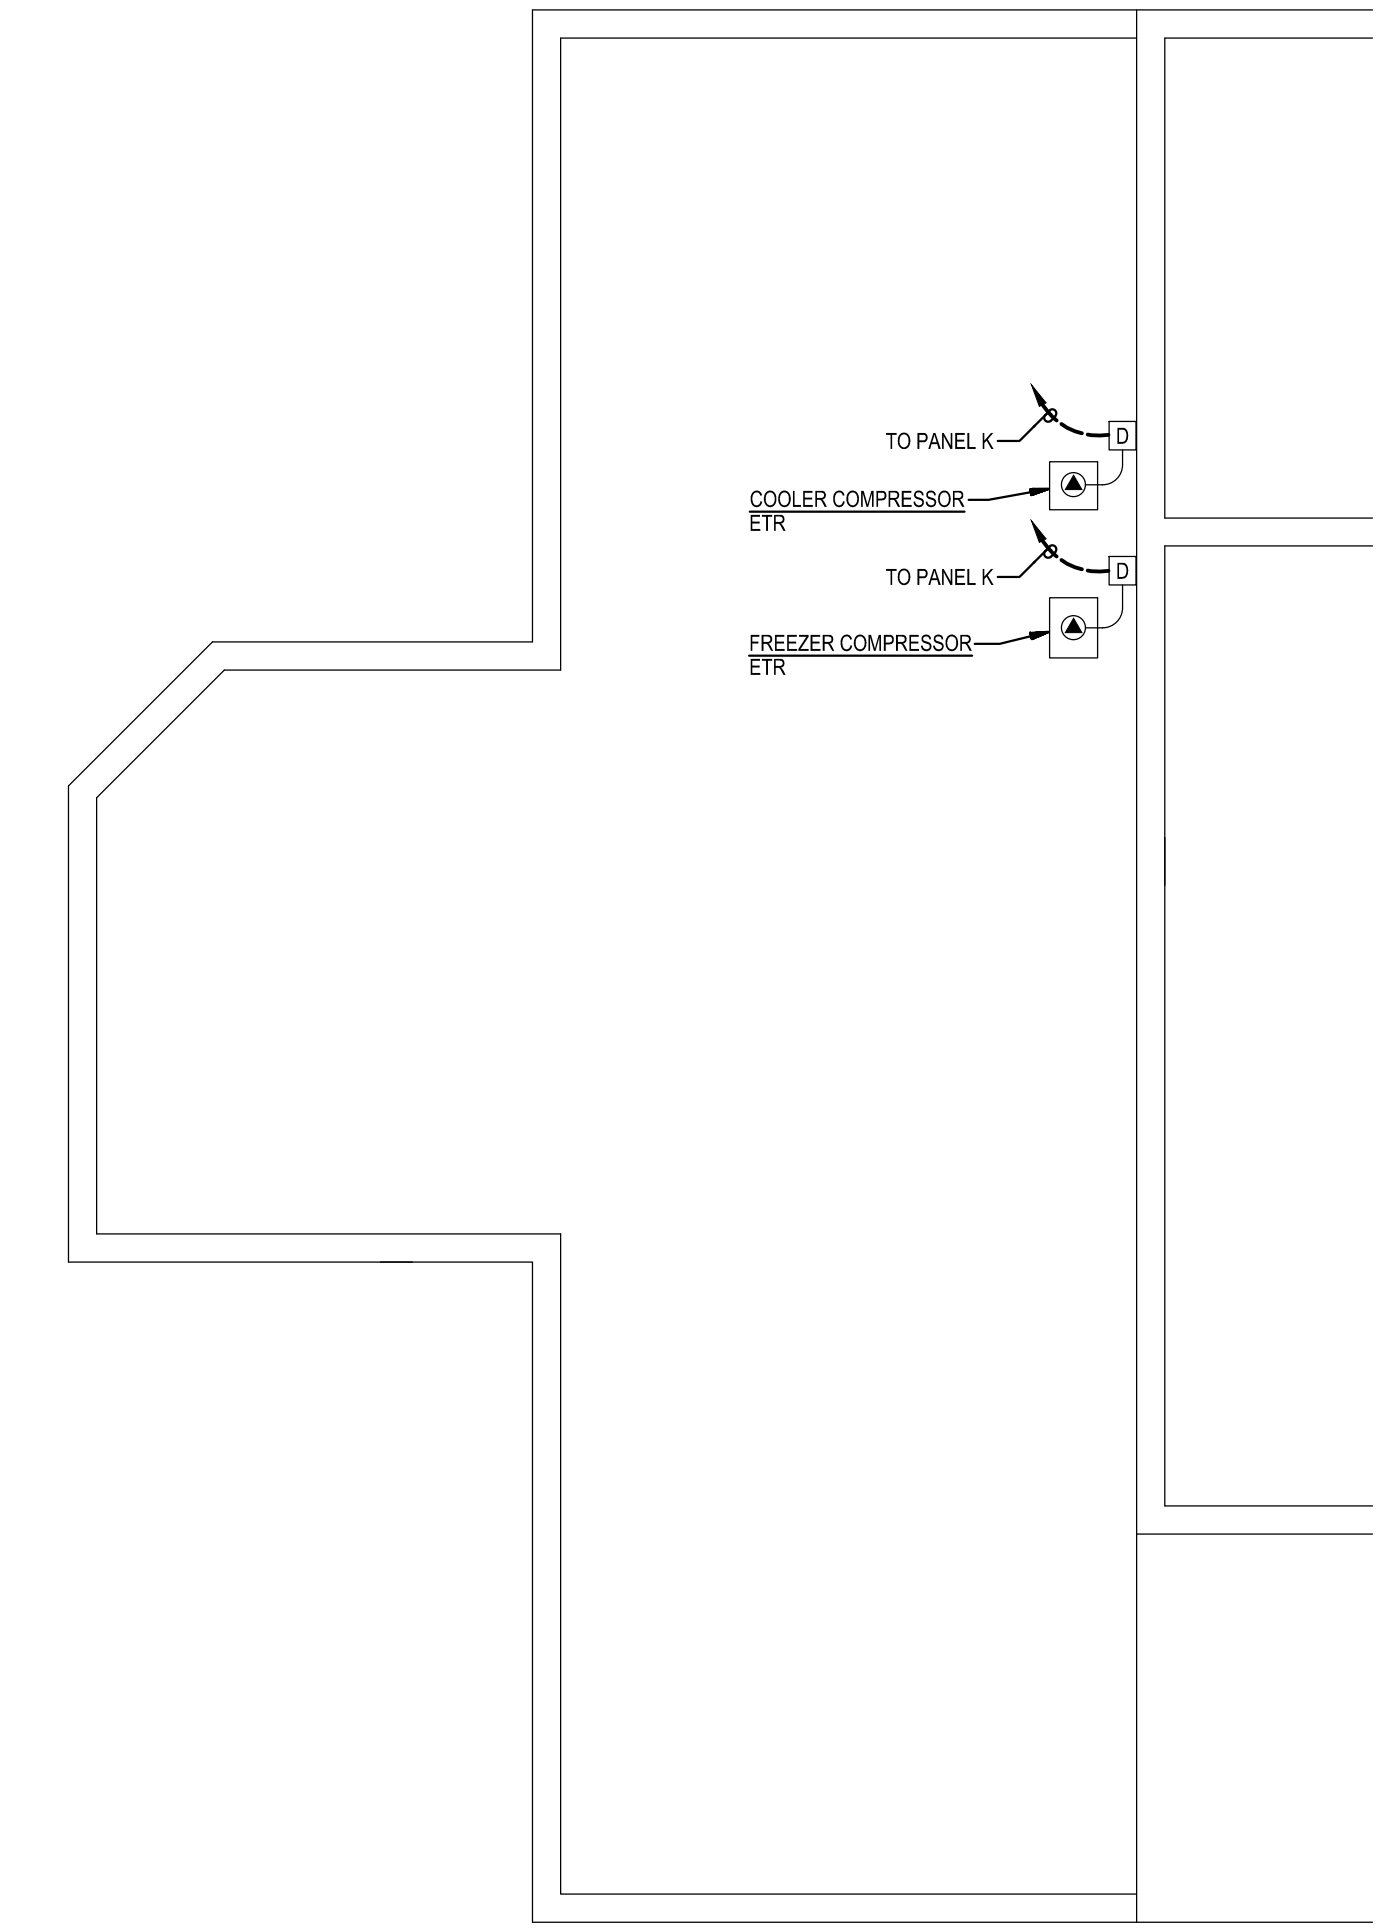 TO PANEL K
D
COOLER COMPRESSOR
ETR
TO PANEL K
D
FREEZER COMPRESSOR
ETR